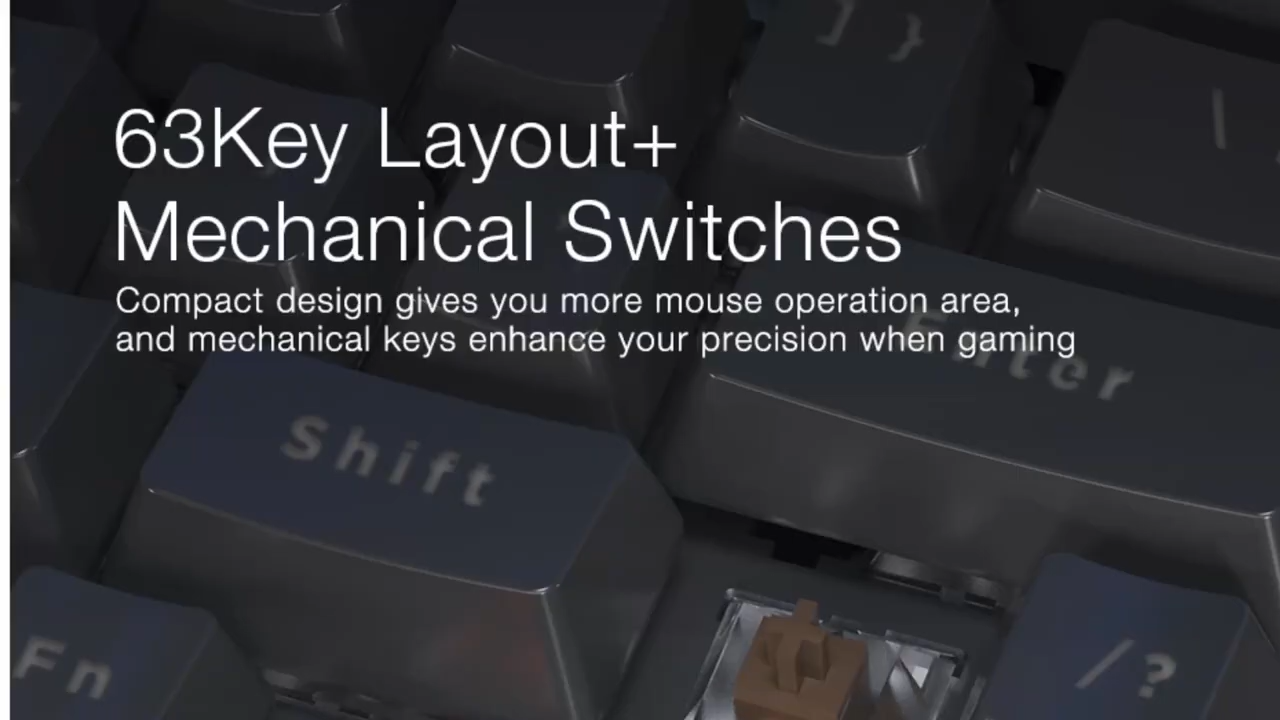 ] }
\
63Key Layout+
Mechanical Switches
Compact design gives you more mouse operation area,
and mechanical keys enhance your precision when gaming
Enter
Shift
Fn
/ ?